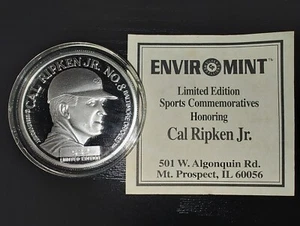 CAL RIPKEN JR. NO. 8
LIMITED EDITION
ENVIROMINT™
Limited Edition
Sports Commemoratives
Honoring
Cal Ripken Jr.
501 W. Algonquin Rd.
Mt. Prospect, IL 60056